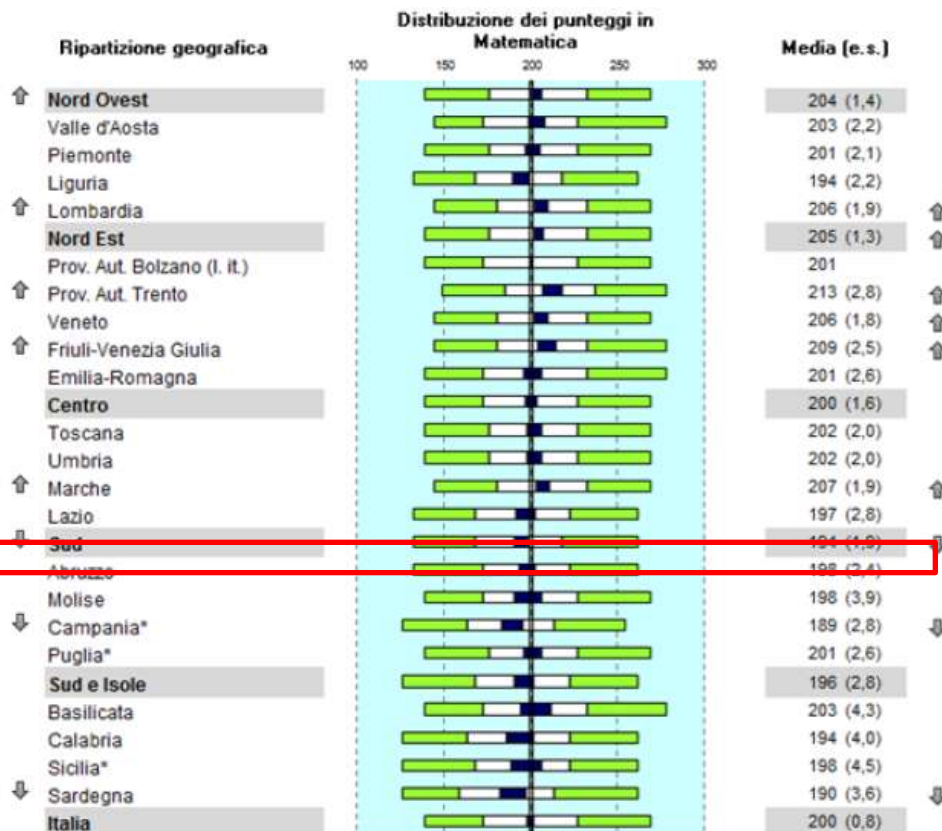 Distribuzione dei punteggi in
Ripartizione geografica Matematica Media (e.s.)
100 150 200 250 300
Nord Ovest 204 (1,4)
Valle d'Aosta 203 (2,2)
Piemonte 201 (2,1)
Liguria 194 (2,2)
Lombardia 206 (1,9)
Nord Est 205 (1,3)
Prov. Aut. Bolzano (l. it.) 201
Prov. Aut. Trento 213 (2,8)
Veneto 206 (1,8)
Friuli-Venezia Giulia 209 (2,5)
Emilia-Romagna 201 (2,6)
Centro 200 (1,6)
Toscana 202 (2,0)
Umbria 202 (2,0)
Marche 207 (1,9)
Lazio 197 (2,8)
Sud 194
Abruzzo 198 (2,4)
Molise 198 (3,9)
Campania* 189 (2,8)
Puglia* 201 (2,6)
Sud e Isole 196 (2,8)
Basilicata 203 (4,3)
Calabria 194 (4,0)
Sicilia* 198 (4,5)
Sardegna 190 (3,6)
Italia 200 (0,8)